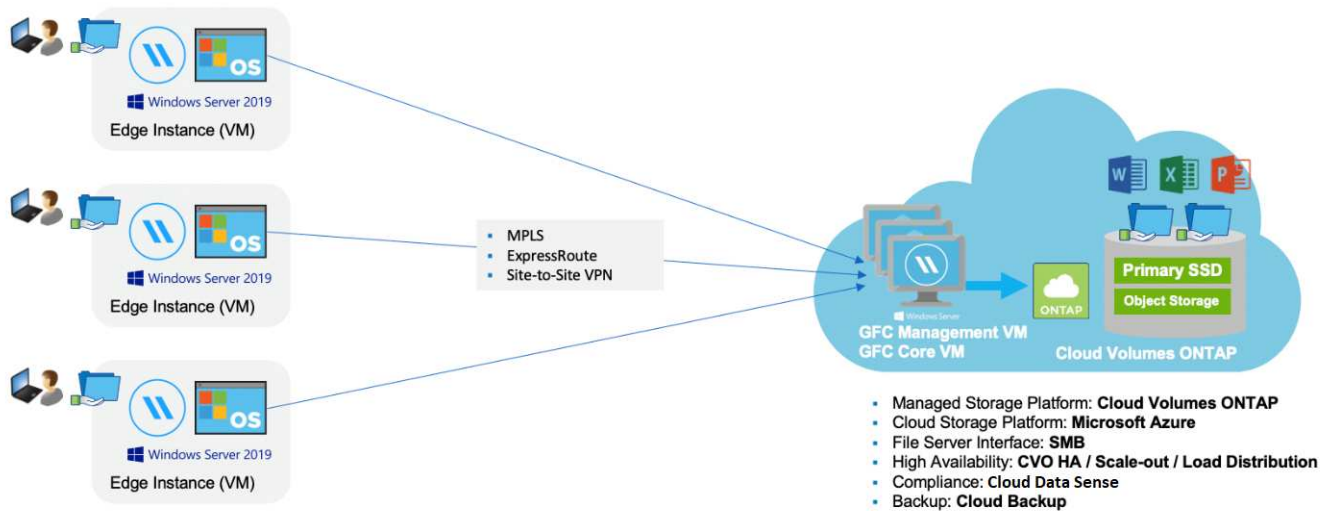 OS
Windows Server 2019
Edge Instance (VM)
OS
Windows Server 2019
Edge Instance (VM)
OS
Windows Server 2019
Edge Instance (VM)
▪ MPLS
▪ ExpressRoute
▪ Site-to-Site VPN
W X P
Primary SSD
Object Storage
ONTAP
Windows Server
GFC Management VM
GFC Core VM
Cloud Volumes ONTAP
▪ Managed Storage Platform: Cloud Volumes ONTAP
▪ Cloud Storage Platform: Microsoft Azure
▪ File Server Interface: SMB
▪ High Availability: CVO HA / Scale-out / Load Distribution
▪ Compliance: Cloud Data Sense
▪ Backup: Cloud Backup